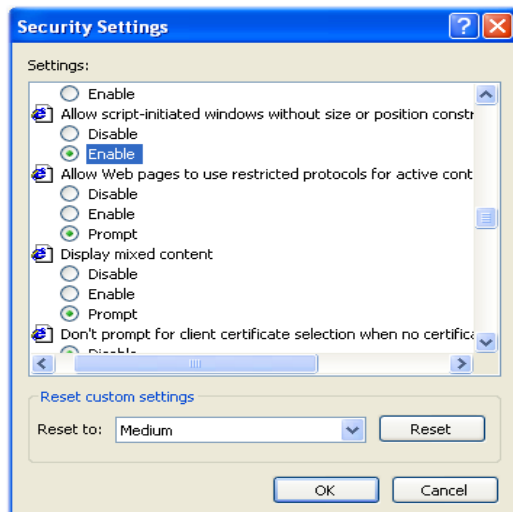 Security Settings
Settings:
Enable
Allow script-initiated windows without size or position constr
Disable
Enable
Allow Web pages to use restricted protocols for active cont
Disable
Enable
Prompt
Display mixed content
Disable
Enable
Prompt
Don't prompt for client certificate selection when no certifica
Disable
Reset custom settings
Reset to: Medium Reset
OK Cancel